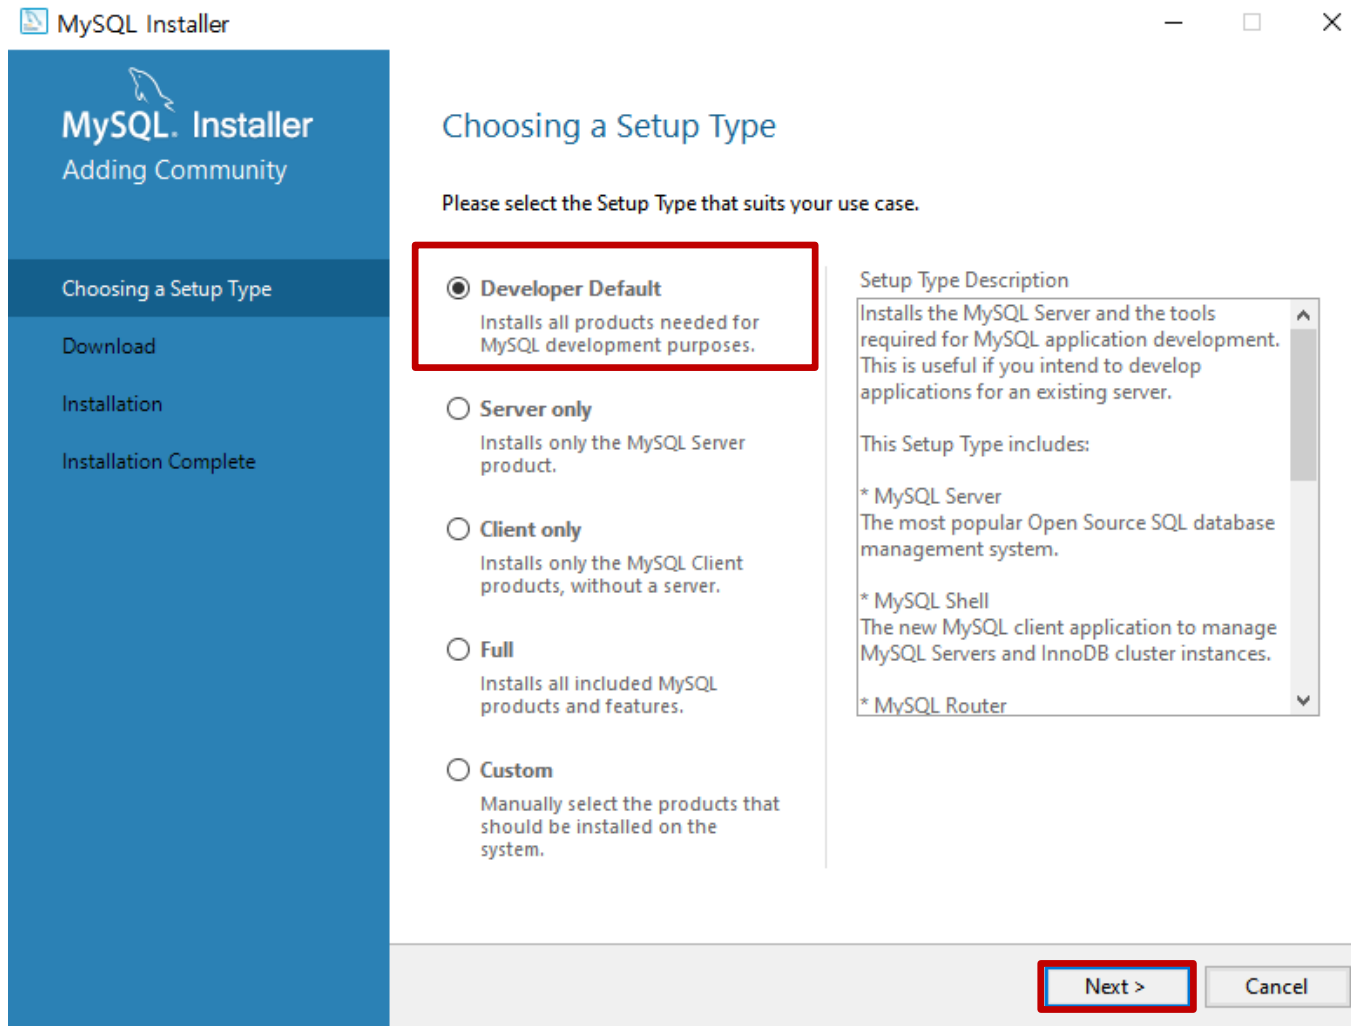 MySQL Installer
MySQL. Installer
Adding Community
Choosing a Setup Type
Download
Installation
Installation Complete
Choosing a Setup Type
Please select the Setup Type that suits your use case.
Developer Default
Installs all products needed for
MySQL development purposes.
Server only
Installs only the MySQL Server
product.
Client only
Installs only the MySQL Client
products, without a server.
Full
Installs all included MySQL
products and features.
Custom
Manually select the products that
should be installed on the
system.
Setup Type Description
Installs the MySQL Server and the tools
required for MySQL application development.
This is useful if you intend to develop
applications for an existing server.
This Setup Type includes:
* MySQL Server
The most popular Open Source SQL database
management system.
* MySQL Shell
The new MySQL client application to manage
MySQL Servers and InnoDB cluster instances.
* MySQL Router
Next >
Cancel